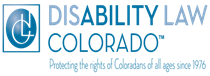 DISABILITY LAW
COLORADO™
Protecting the rights of Coloradans of all ages since 1976